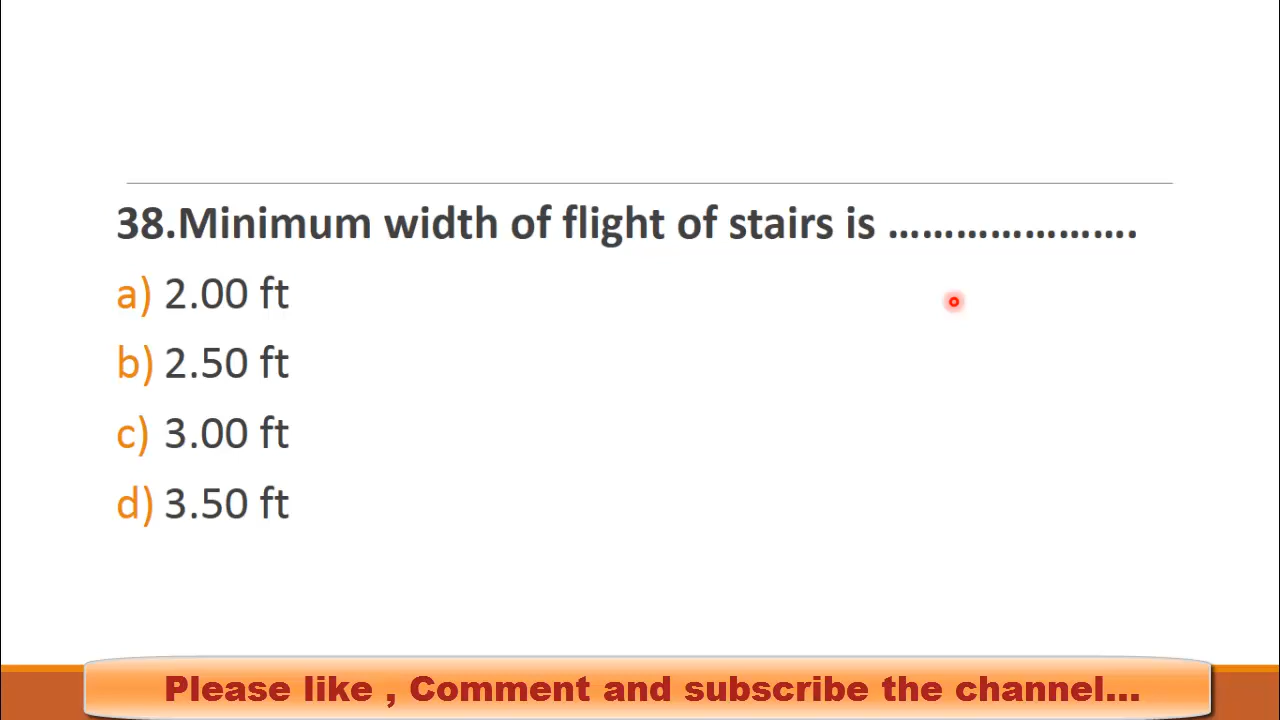 38.Minimum width of flight of stairs is ………………….
a) 2.00 ft
b) 2.50 ft
c) 3.00 ft
d) 3.50 ft
Please like , Comment and subscribe the channel...